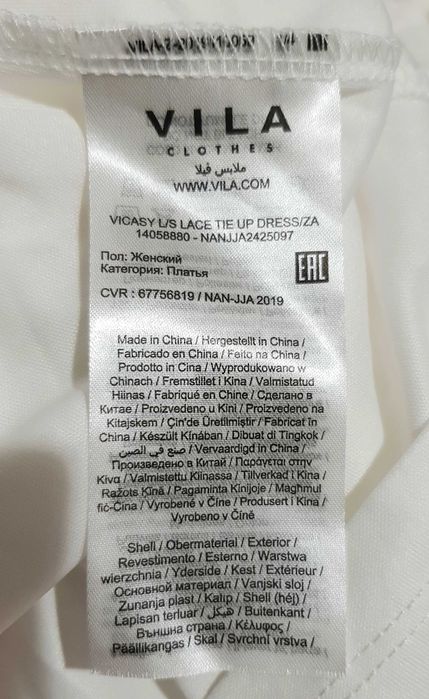 VILA
CLOTHES
ملابس ڤيلا
WWW.VILA.COM
VICASY L/S LACE TIE UP DRESS/ZA
14058880 - NANJJA2425097
Пол: Женский
Категория: Платья
EAC
CVR : 67756819 / NAN-JJA 2019
Made in China / Hergestellt in China /
Fabricado en China / Feito na China /
Prodotto in Cina / Wyprodukowano w
Chinach / Fremstillet i Kina / Valmistatud
Hiinas / Fabriqué en Chine / Сделано в
Китае / Proizvedeno u Kini / Proizvedeno na
Kitajskem / Çin'de Üretilmiştir / Fabricat în
China / Készült Kínában / Dibuat di Tingkok /
صنع في الصين / Vervaardigd in China /
Произведено в Китай / Παράγεται στην
Κίνα / Valmistettu Kiinassa / Tillverkad i Kina /
Ražots Ķīnā / Pagaminta Kinijoje / Magħmul
fiċ-Ċina / Vyrobené v Číne / Produsert i Kina /
Vyrobeno v Číně
Shell / Obermaterial / Exterior /
Revestimento / Esterno / Warstwa
wierzchnia / Yderside / Kest / Extérieur /
Основной материал / Vanjski sloj /
Zunanja plast / Kalıp / Shell (héj) /
Lapisan terluar / هيكل / Buitenkant /
Външна страна / Κέλυφος /
Päällikangas / Skal / Svrchní vrstva /